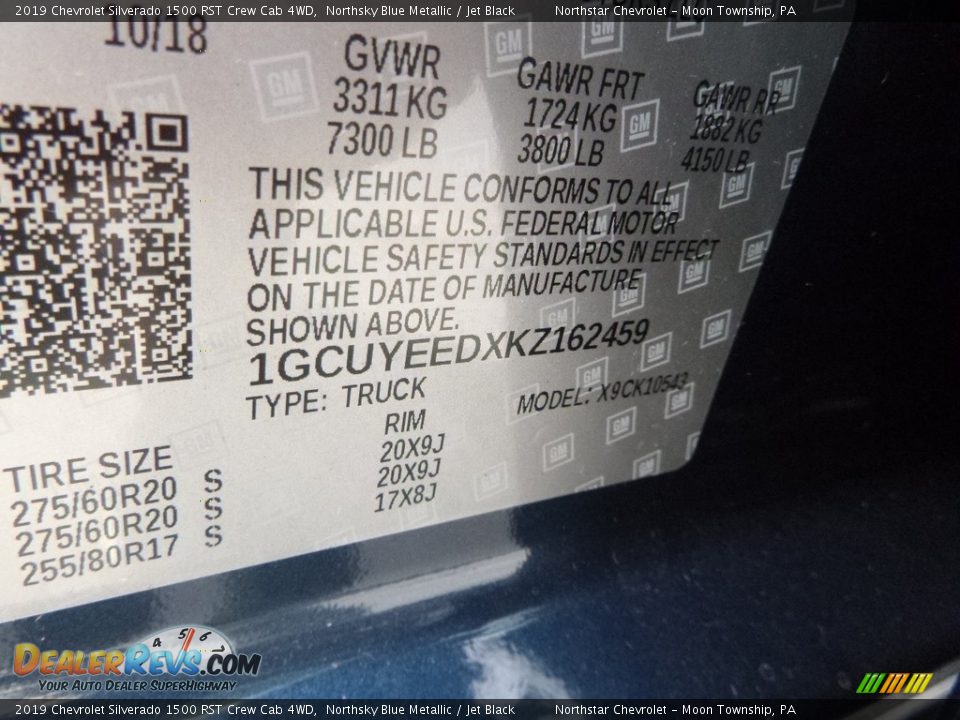 2019 Chevrolet Silverado 1500 RST Crew Cab 4WD, Northsky Blue Metallic / Jet Black Northstar Chevrolet - Moon Township, PA
10/18
GVWR GAWR FRT GAWR RR
3311 KG 1724 KG 1882 KG
7300 LB 3800 LB 4150 LB
THIS VEHICLE CONFORMS TO ALL
APPLICABLE U.S. FEDERAL MOTOR
VEHICLE SAFETY STANDARDS IN EFFECT
ON THE DATE OF MANUFACTURE
SHOWN ABOVE.
1GCUYEEDXKZ162459
TYPE: TRUCK MODEL: X9CK10543
TIRE SIZE RIM
275/60R20 S 20X9J
275/60R20 S 20X9J
255/80R17 S 17X8J
GM
DealerRevs.com
Your Auto Dealer SuperHighway
4 5 6 7
2019 Chevrolet Silverado 1500 RST Crew Cab 4WD, Northsky Blue Metallic / Jet Black Northstar Chevrolet - Moon Township, PA